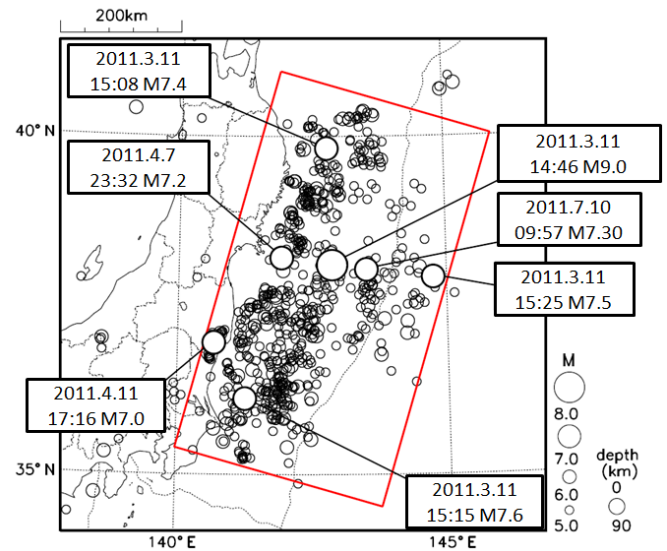 200km
2011.3.11
15:08 M7.4
40°N
2011.3.11
14:46 M9.0
2011.4.7
23:32 M7.2
2011.7.10
09:57 M7.30
2011.3.11
15:25 M7.5
2011.4.11
17:16 M7.0
2011.3.11
15:15 M7.6
35°N
140°E
145°E
M
8.0
7.0
6.0
5.0
depth
(km)
0
90